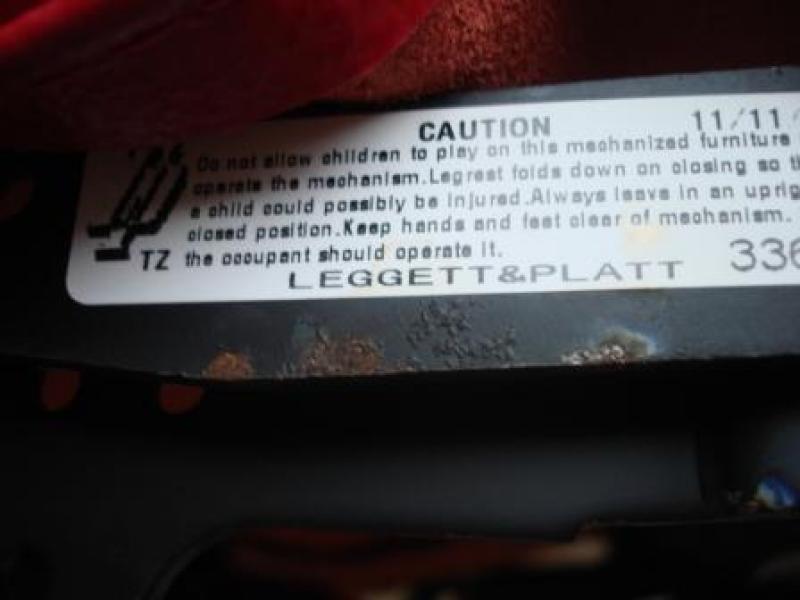 CAUTION 11/11/
Do not allow children to play on this mechanized furniture
operate the mechanism.Legrest folds down on closing so
a child could possibly be injured.Always leave in an
closed position.Keep hands and feet clear of mechanism.
TZ the occupant should operate it.
LEGGETT&PLATT 336